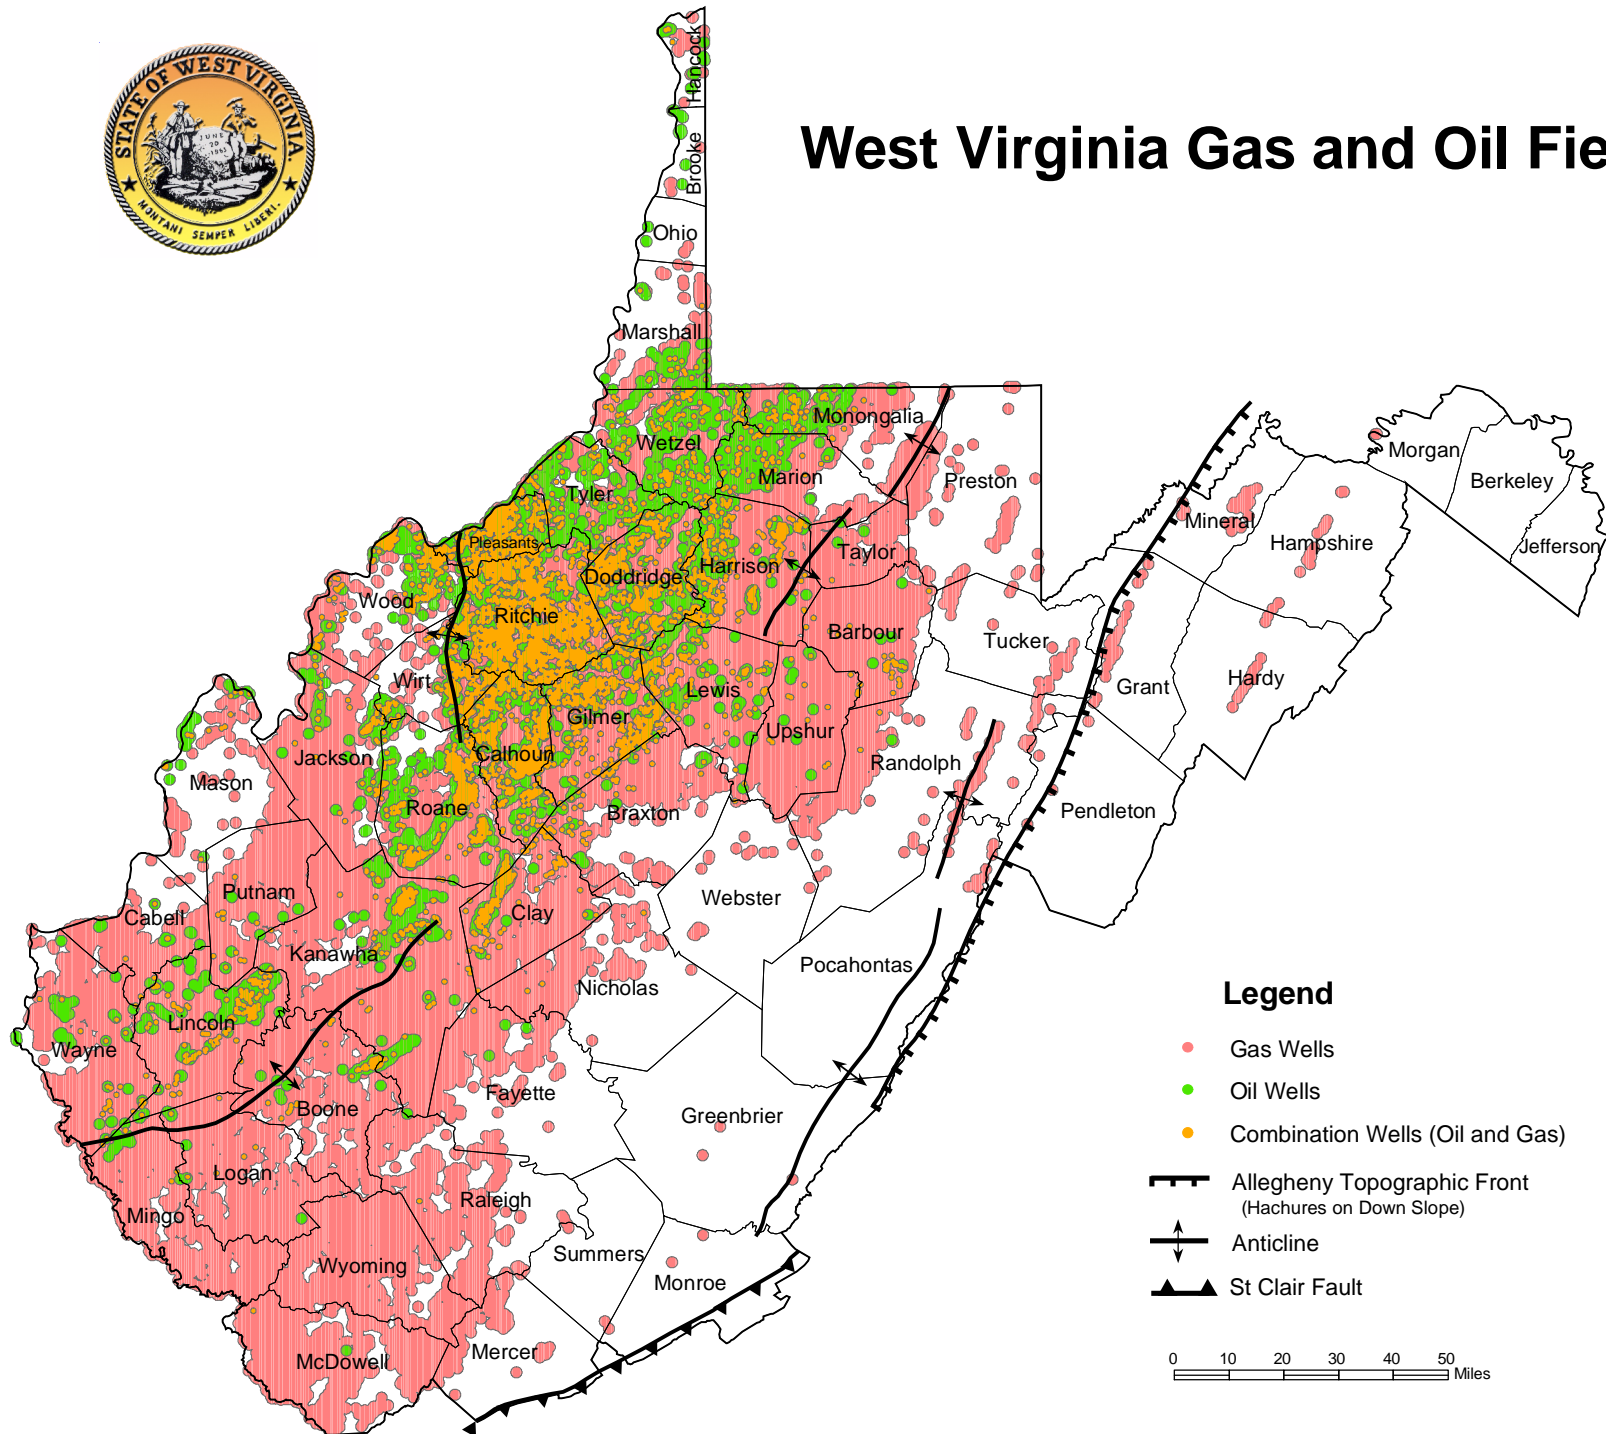 STATE OF WEST VIRGINIA.
JUNE
20
1863
MONTANI SEMPER LIBERI.
West Virginia Gas and Oil Fie
Hancock
Brooke
Ohio
Marshall
Monongalia
Wetzel
Marion
Preston
Morgan
Berkeley
Jefferson
Tyler
Mineral
Hampshire
Pleasants
Doddridge
Harrison
Taylor
Wood
Ritchie
Barbour
Tucker
Wirt
Lewis
Grant
Hardy
Gilmer
Upshur
Calhoun
Jackson
Randolph
Mason
Roane
Braxton
Pendleton
Putnam
Webster
Cabell
Clay
Kanawha
Pocahontas
Nicholas
Lincoln
Wayne
Fayette
Boone
Greenbrier
Logan
Raleigh
Mingo
Summers
Wyoming
Monroe
McDowell
Mercer
Legend
Gas Wells
Oil Wells
Combination Wells (Oil and Gas)
Allegheny Topographic Front
(Hachures on Down Slope)
Anticline
St Clair Fault
0 10 20 30 40 50
Miles